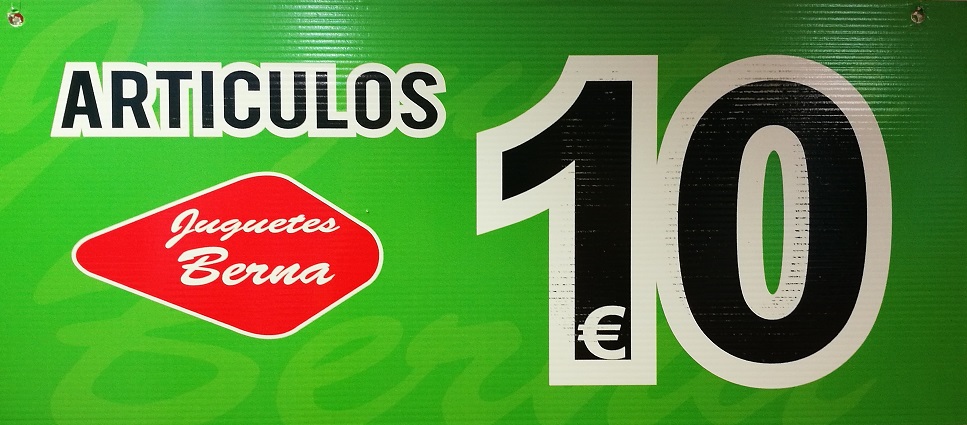 ARTICULOS
10
€
Juguetes
Berna